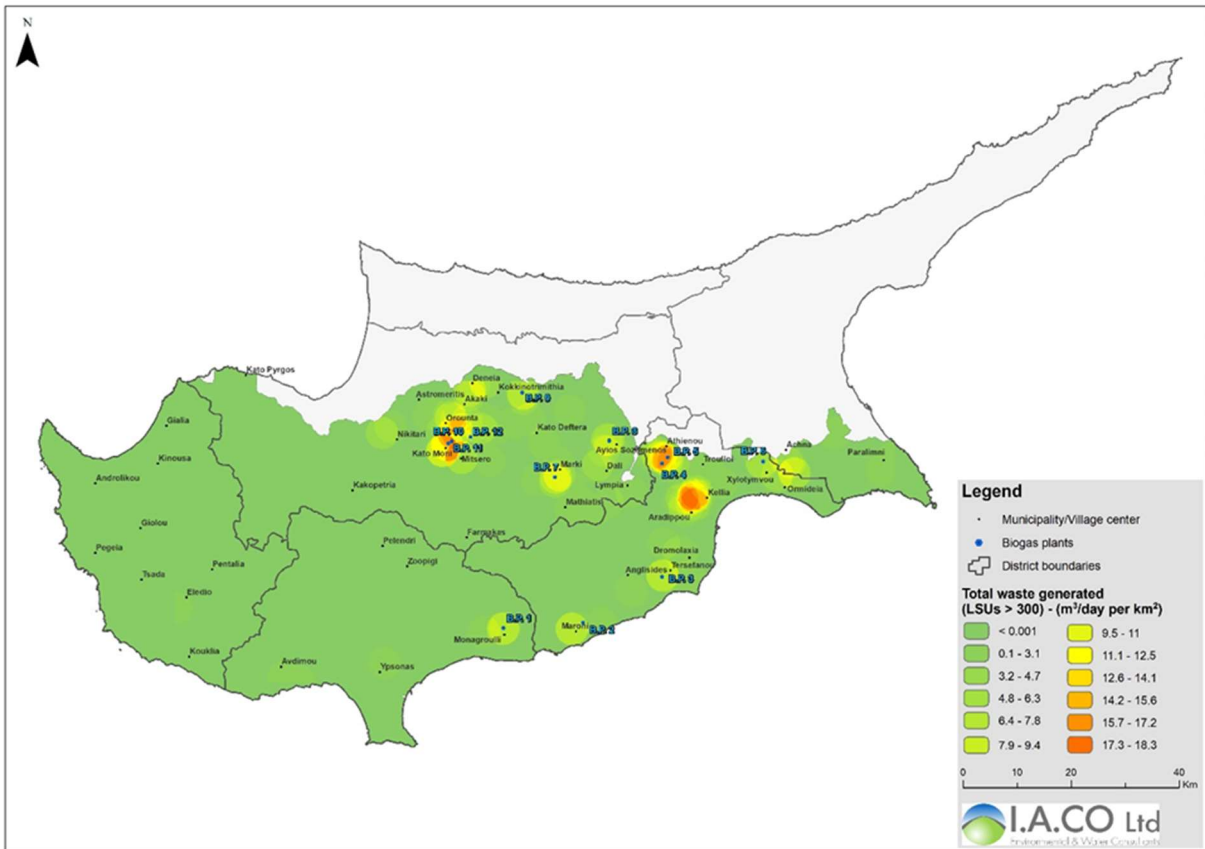 N
Kato Pyrgos
Deneia
Kokkinotrimithia
B.P. 9
Astromeritis
Akaki
Gialia
Orounta
B.P. 10
B.P. 12
Kato Deftera
B.P. 8
Nikitari
B.P. 11
Kato Moni
Mitsero
Athienou
B.P. 5
Achna
Kinousa
Marki
B.P. 7
Dali
B.P. 4
Troulloi
Paralimni
Androlikou
Kakopetria
Lympia
Xylotymvou
Ormideia
Kellia
Mathiatis
Aradippou
Giolou
Pegeia
Pelendri
Farmakas
Zoopigi
Pentalia
Tsada
Dromolaxia
Anglisides
Tersefanou
B.P. 3
Eledio
B.P. 1
Monagroulli
Maroni
B.P. 2
Kouklia
Avdimou
Ypsonas
Legend
Municipality/Village center
Biogas plants
District boundaries
Total waste generated
(LSUs > 300) - (m³/day per km²)
< 0.001
0.1 - 3.1
3.2 - 4.7
4.8 - 6.3
6.4 - 7.8
7.9 - 9.4
9.5 - 11
11.1 - 12.5
12.6 - 14.1
14.2 - 15.6
15.7 - 17.2
17.3 - 18.3
0 10 20 40
Km
I.A.CO Ltd
Environmental & Water Consultants